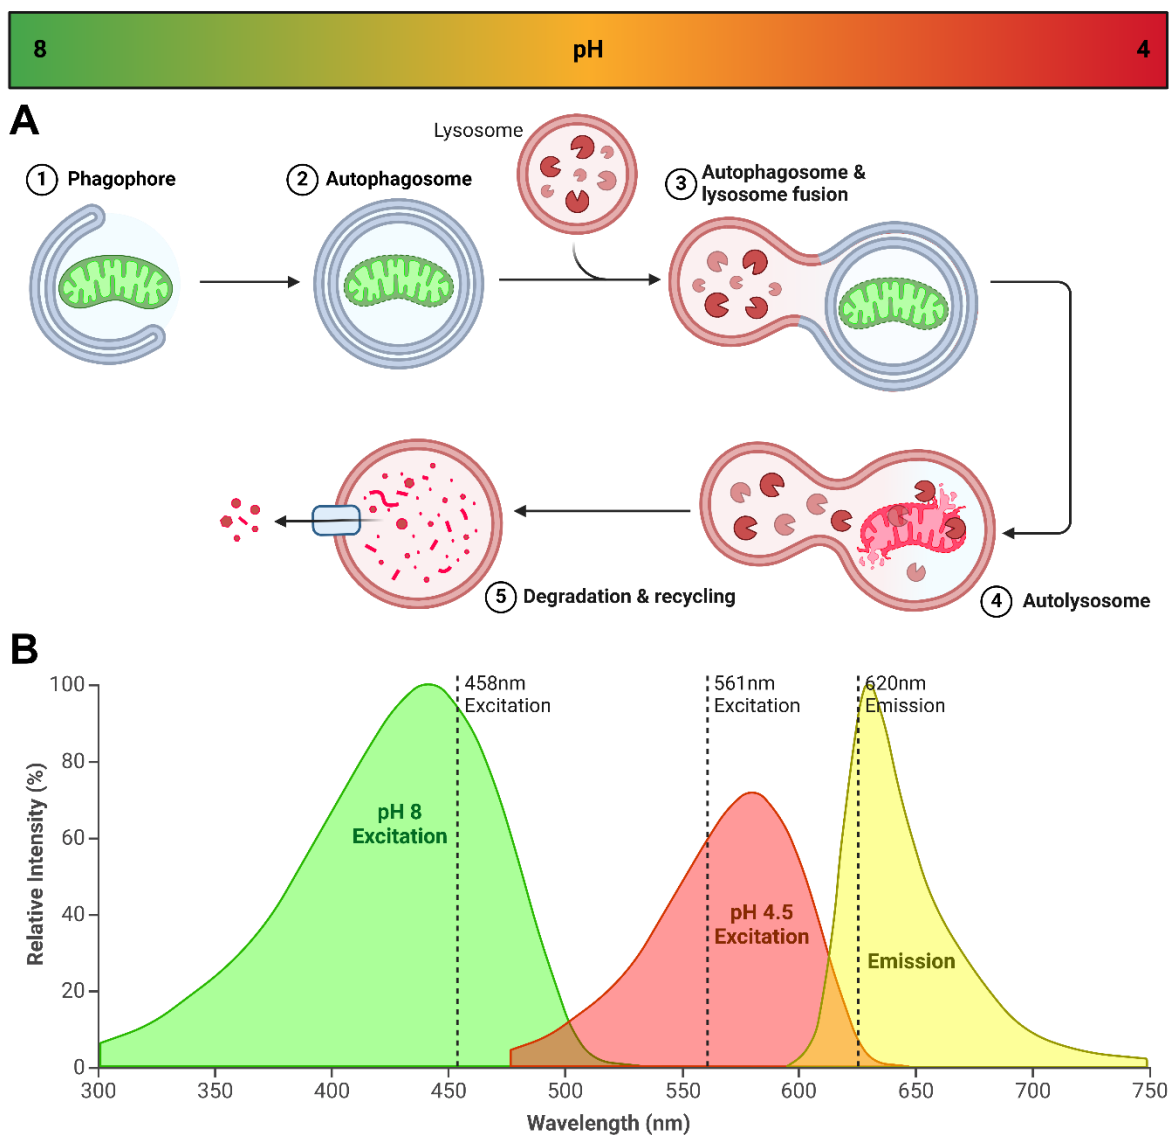 8
pH
4
A
Lysosome
1 Phagophore
2 Autophagosome
3 Autophagosome &
lysosome fusion
5 Degradation & recycling
4 Autolysosome
B
Relative Intensity (%)
100
80
60
40
20
0
458nm
Excitation
561nm
Excitation
620nm
Emission
pH 8
Excitation
pH 4.5
Excitation
Emission
300 350 400 450 500 550 600 650 700 750
Wavelength (nm)